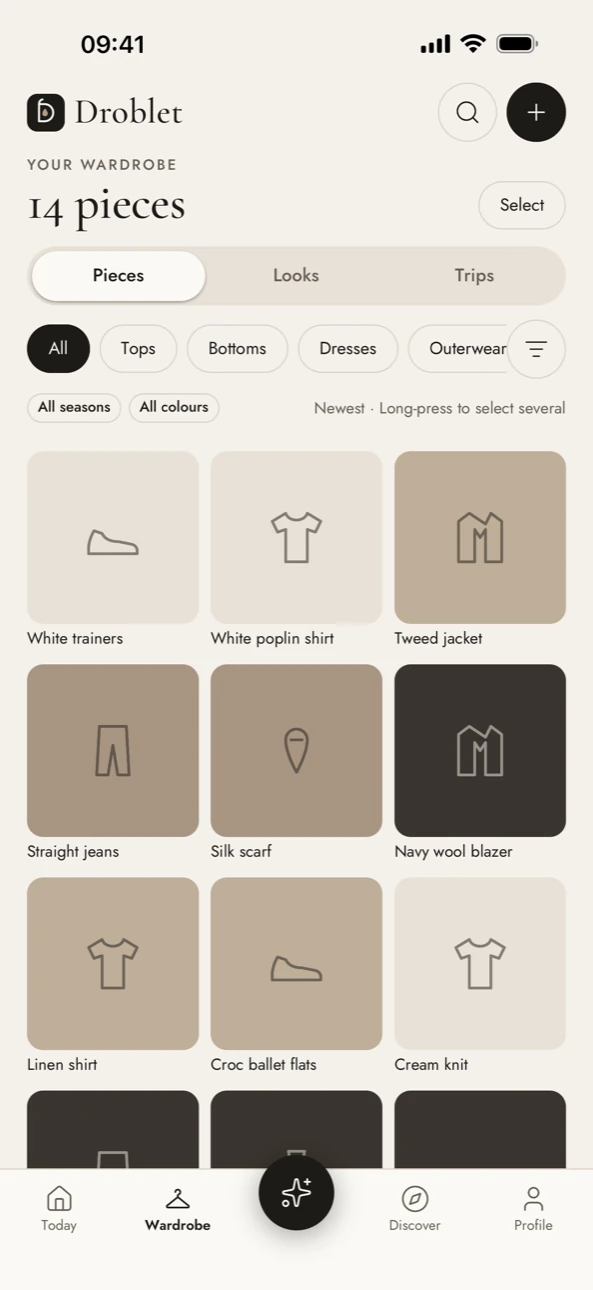 09:41
Droblet
YOUR WARDROBE
14 pieces
Select
Pieces Looks Trips
All Tops Bottoms Dresses Outerwear
All seasons All colours Newest · Long-press to select several
White trainers White poplin shirt Tweed jacket
Straight jeans Silk scarf Navy wool blazer
Linen shirt Croc ballet flats Cream knit
Today Wardrobe Discover Profile